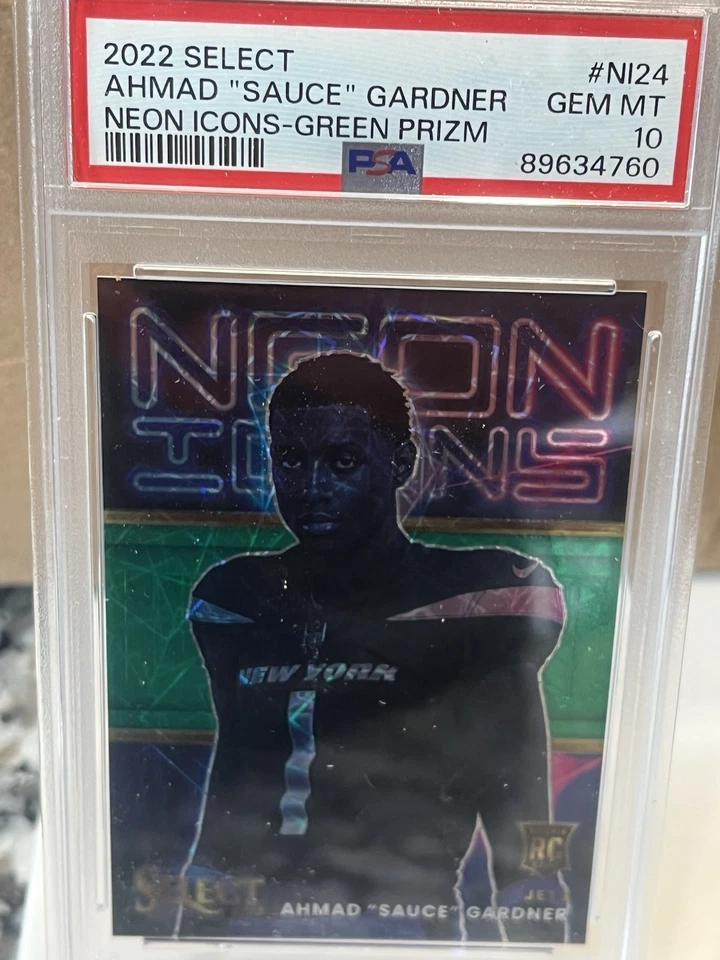 2022 SELECT #NI24
AHMAD "SAUCE" GARDNER GEM MT
NEON ICONS-GREEN PRIZM 10
PSA 89634760
NEON
ICONS
NEW YORK
1
RC
SELECT
JETS
AHMAD "SAUCE" GARDNER